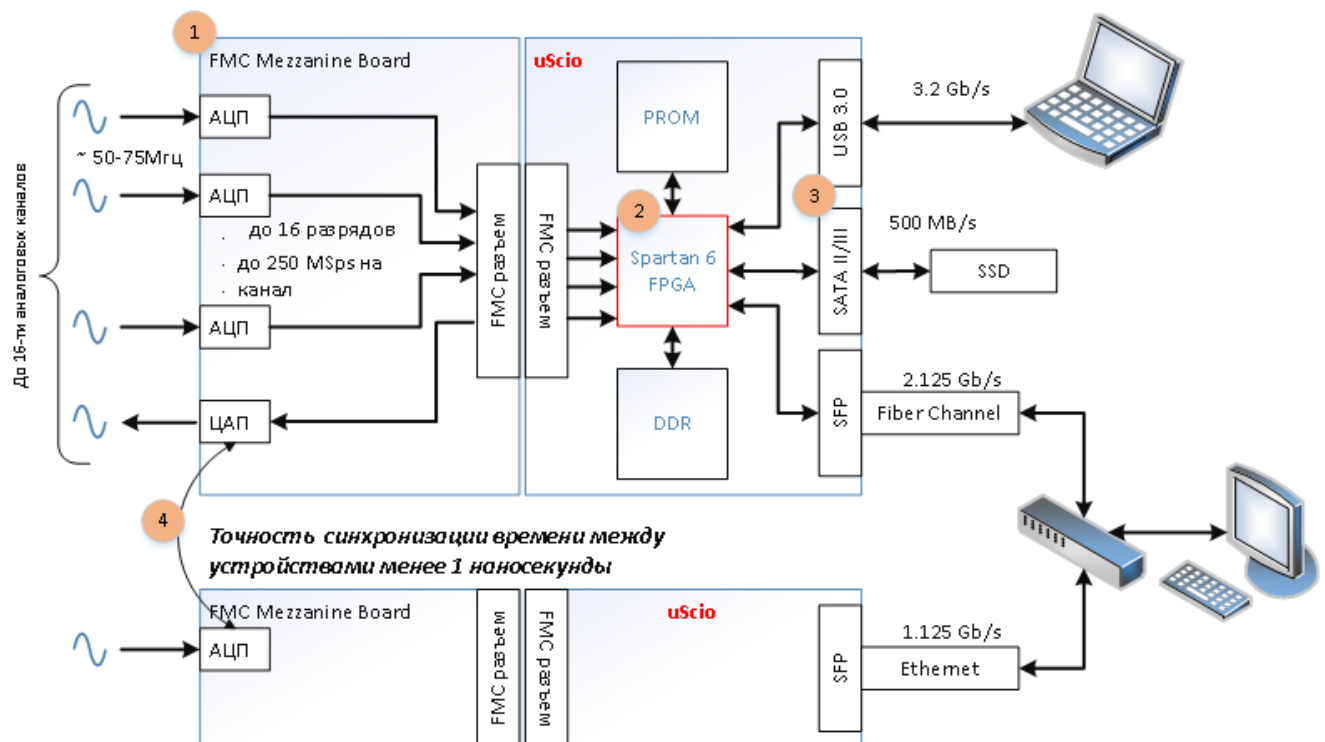 1
FMC Mezzanine Board
uScio
До 16-ти аналоговых каналов
АЦП
~ 50-75Мгц
АЦП
. до 16 разрядов
· до 250 MSps на
· канал
АЦП
ЦАП
FMC разъем
FMC разъем
PROM
2
Spartan 6
FPGA
DDR
USB 3.0
3
SATA II/III
SFP
3.2 Gb/s
500 MB/s
SSD
2.125 Gb/s
Fiber Channel
4
Точность синхронизации времени между
устройствами менее 1 наносекунды
FMC Mezzanine Board
uScio
АЦП
FMC разъем
FMC разъем
SFP
1.125 Gb/s
Ethernet